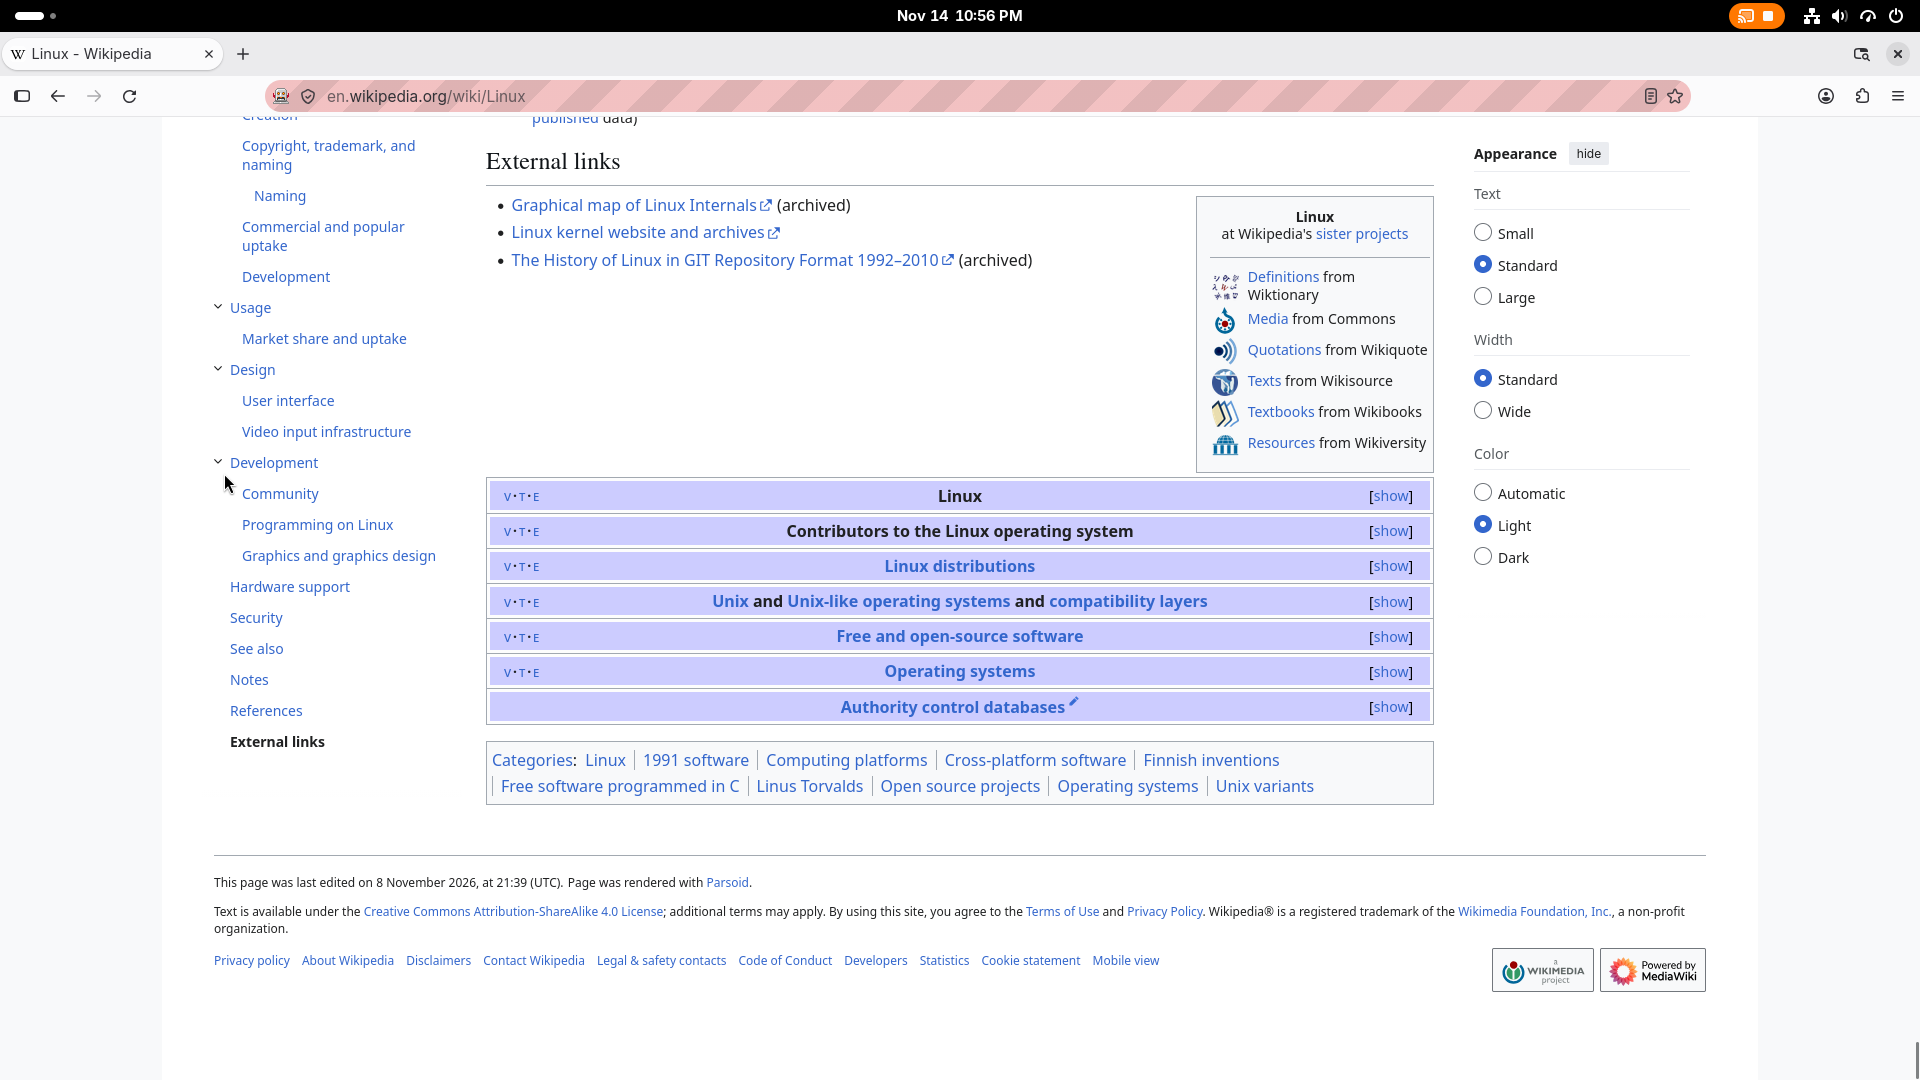 Nov 14 10:56 PM
Linux - Wikipedia
en.wikipedia.org/wiki/Linux
Creation
Copyright, trademark, and
naming
Naming
Commercial and popular
uptake
Development
Usage
Market share and uptake
Design
User interface
Video input infrastructure
Development
Community
Programming on Linux
Graphics and graphics design
Hardware support
Security
See also
Notes
References
External links
published data)
External links
Graphical map of Linux Internals (archived)
Linux kernel website and archives
The History of Linux in GIT Repository Format 1992–2010 (archived)
Linux
at Wikipedia's sister projects
Definitions from
Wiktionary
Media from Commons
Quotations from Wikiquote
Texts from Wikisource
Textbooks from Wikibooks
Resources from Wikiversity
V·T·E Linux [show]
V·T·E Contributors to the Linux operating system [show]
V·T·E Linux distributions [show]
V·T·E Unix and Unix-like operating systems and compatibility layers [show]
V·T·E Free and open-source software [show]
V·T·E Operating systems [show]
Authority control databases [show]
Categories: Linux | 1991 software | Computing platforms | Cross-platform software | Finnish inventions
| Free software programmed in C | Linus Torvalds | Open source projects | Operating systems | Unix variants
Appearance hide
Text
Small
Standard
Large
Width
Standard
Wide
Color
Automatic
Light
Dark
This page was last edited on 8 November 2026, at 21:39 (UTC). Page was rendered with Parsoid.
Text is available under the Creative Commons Attribution-ShareAlike 4.0 License; additional terms may apply. By using this site, you agree to the Terms of Use and Privacy Policy. Wikipedia® is a registered trademark of the Wikimedia Foundation, Inc., a non-profit
organization.
Privacy policy About Wikipedia Disclaimers Contact Wikipedia Legal & safety contacts Code of Conduct Developers Statistics Cookie statement Mobile view
a
WIKIMEDIA
project
Powered by
MediaWiki